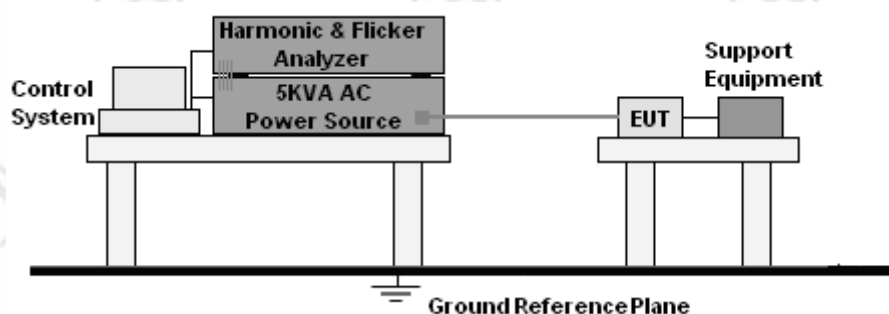 Harmonic & Flicker
Analyzer
5KVA AC
Power Source
Control
System
EUT
Support
Equipment
Ground Reference Plane